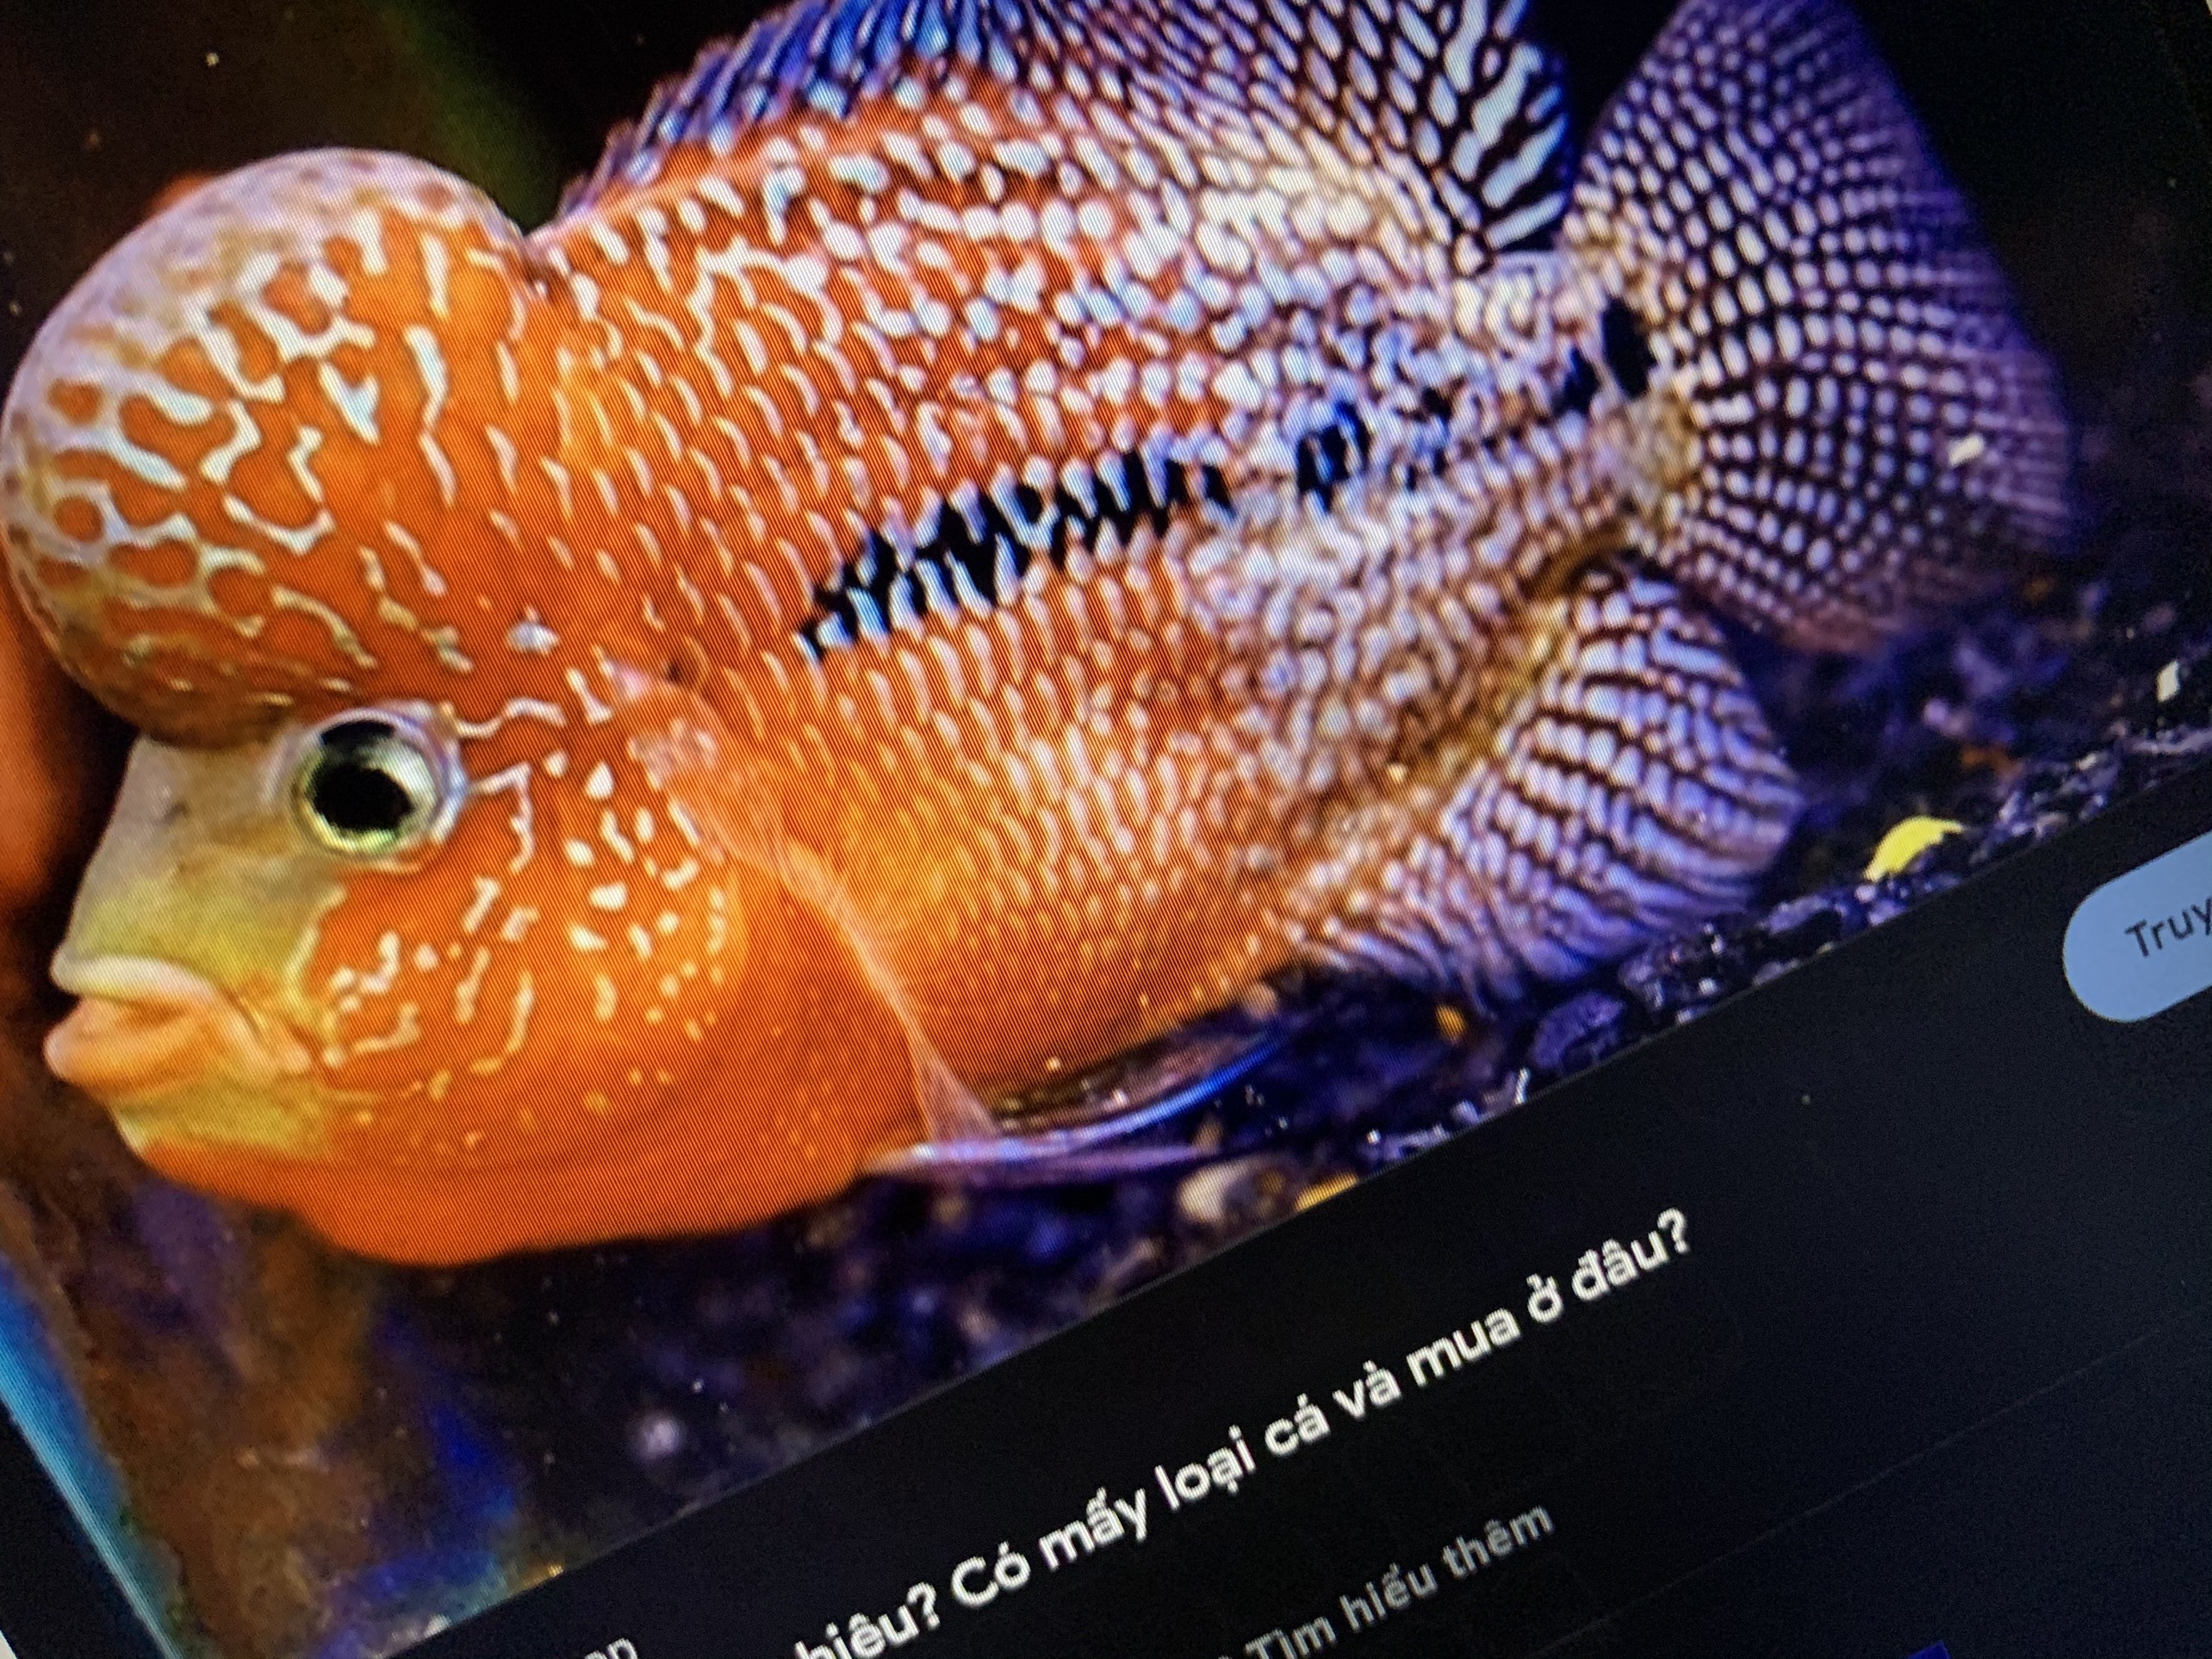 Truy
hiêu? Có mấy loại cá và mua ở đâu?
Tìm hiểu thêm